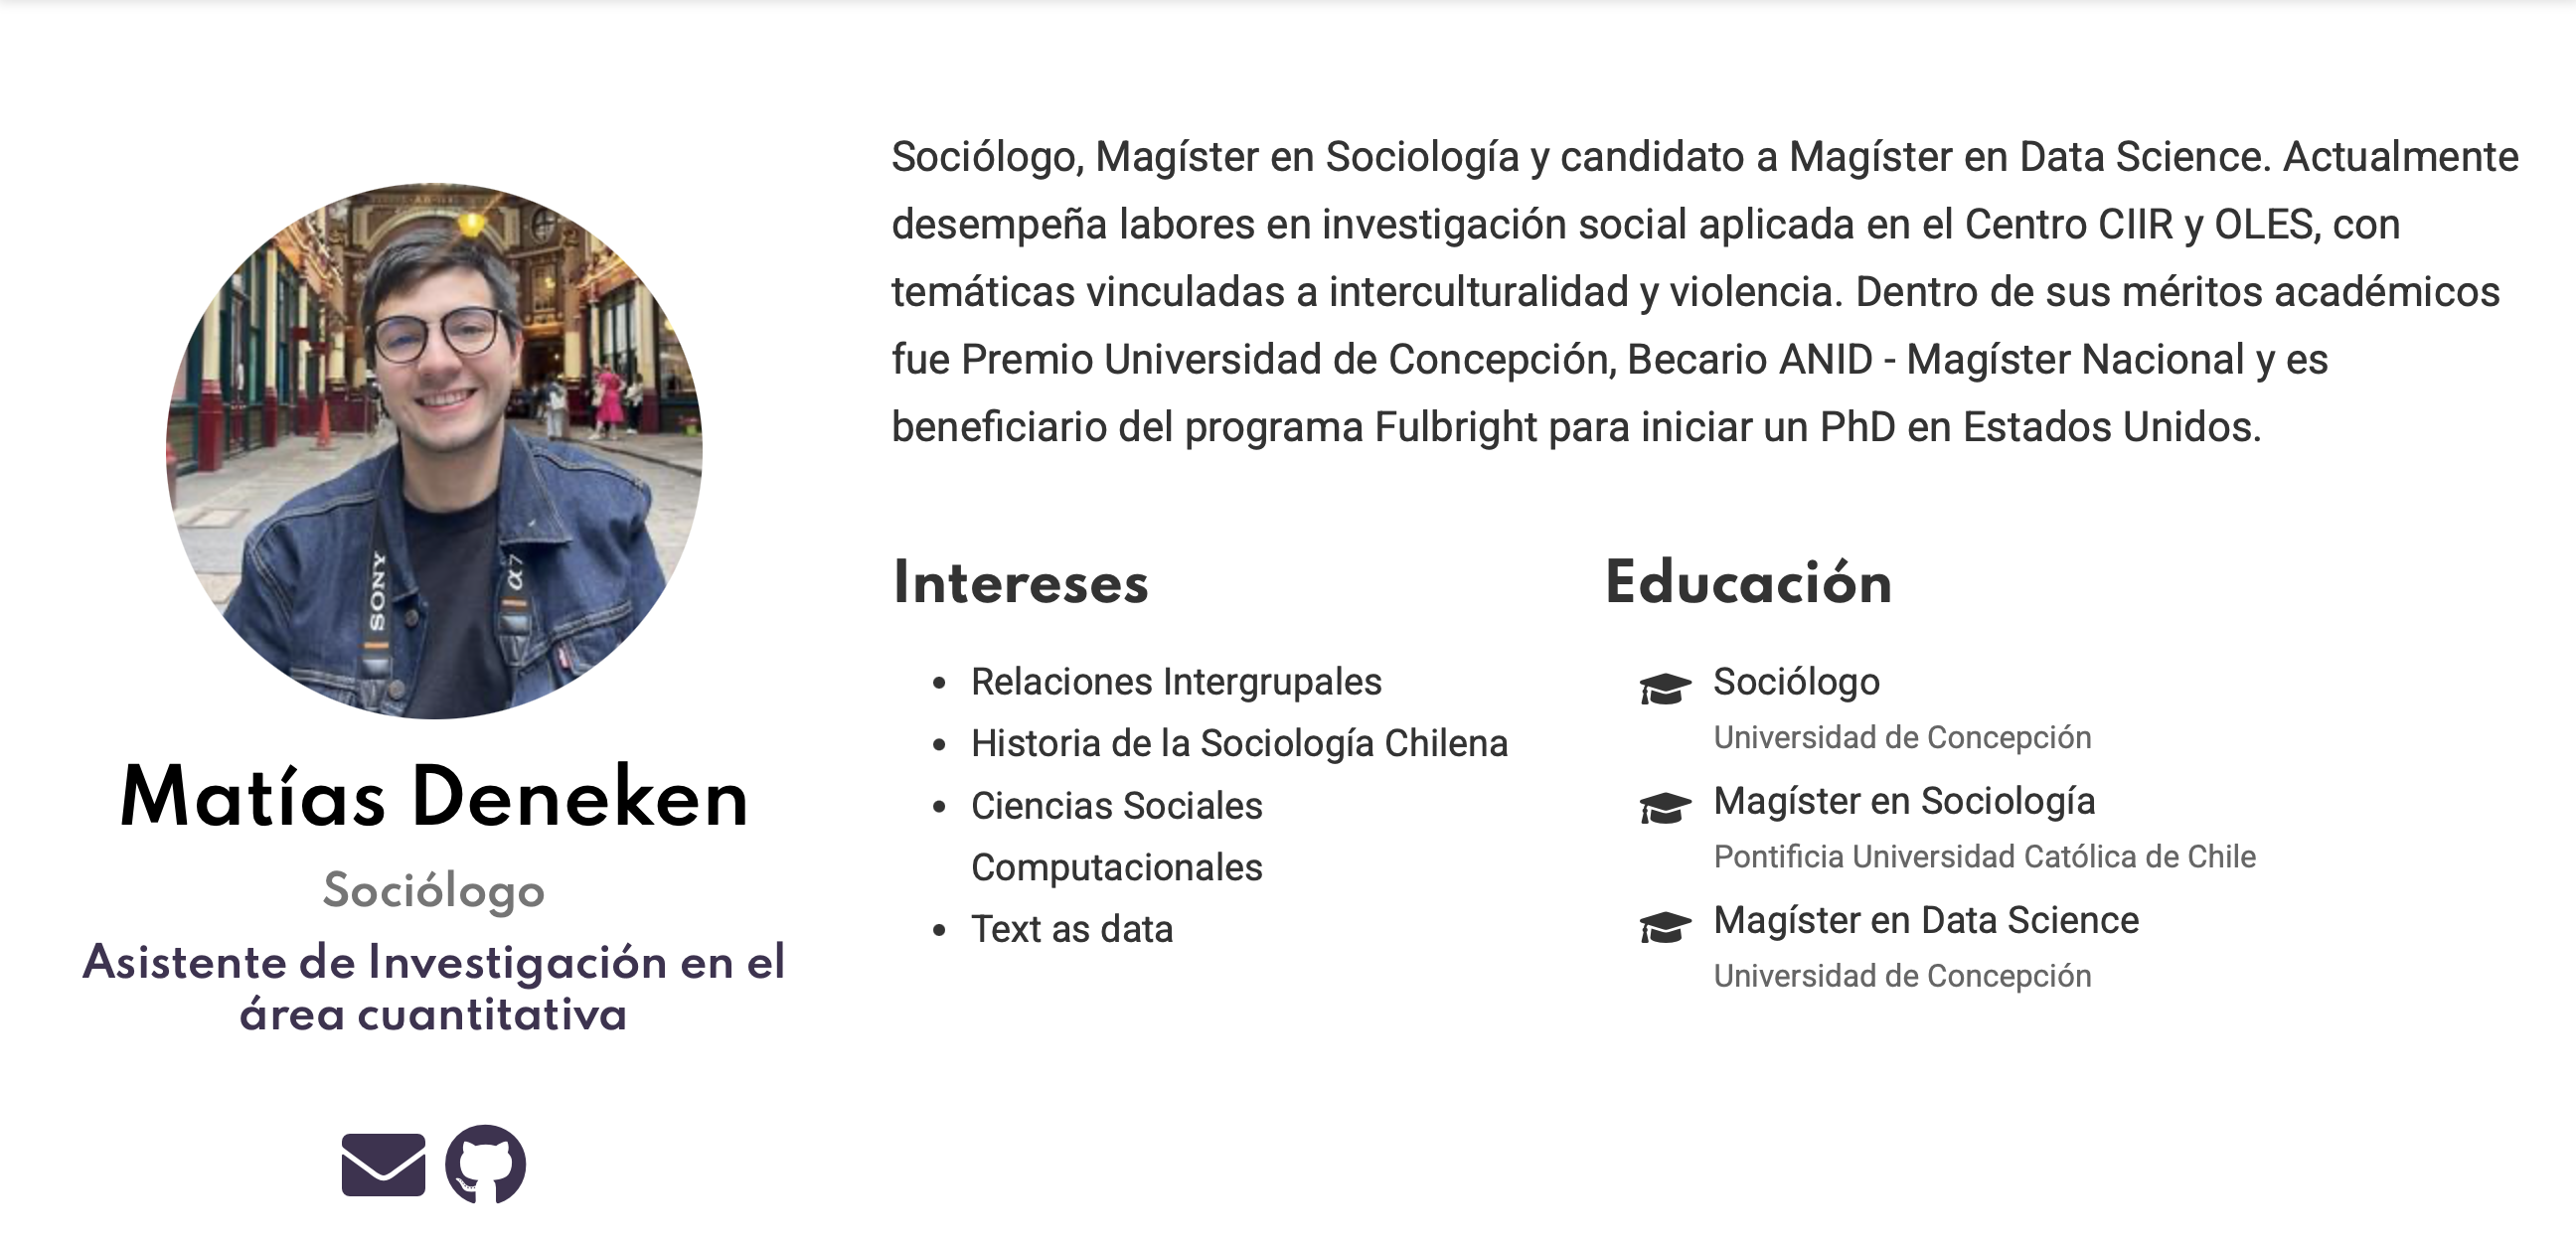 SONY
α7
Matías Deneken
Sociólogo
Asistente de Investigación en el
área cuantitativa
Sociólogo, Magíster en Sociología y candidato a Magíster en Data Science. Actualmente
desempeña labores en investigación social aplicada en el Centro CIIR y OLES, con
temáticas vinculadas a interculturalidad y violencia. Dentro de sus méritos académicos
fue Premio Universidad de Concepción, Becario ANID - Magíster Nacional y es
beneficiario del programa Fulbright para iniciar un PhD en Estados Unidos.
Intereses
Relaciones Intergrupales
Historia de la Sociología Chilena
Ciencias Sociales
Computacionales
Text as data
Educación
Sociólogo
Universidad de Concepción
Magíster en Sociología
Pontificia Universidad Católica de Chile
Magíster en Data Science
Universidad de Concepción